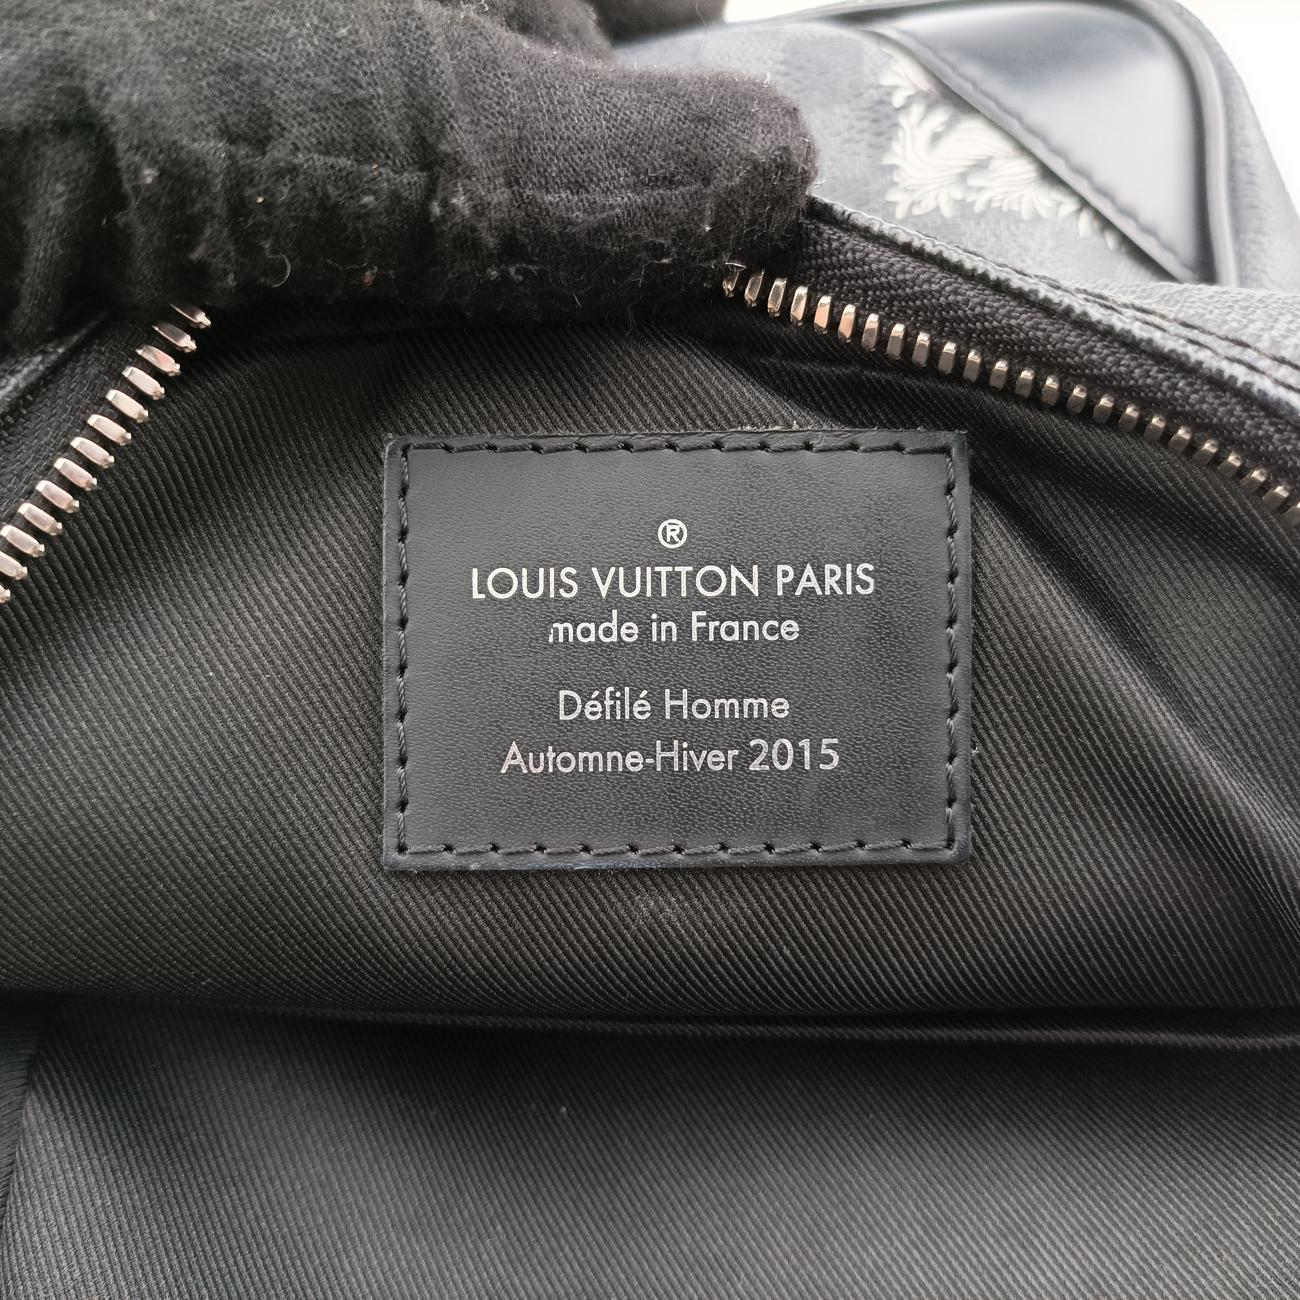 ®
LOUIS VUITTON PARIS
made in France
Défilé Homme
Automne-Hiver 2015